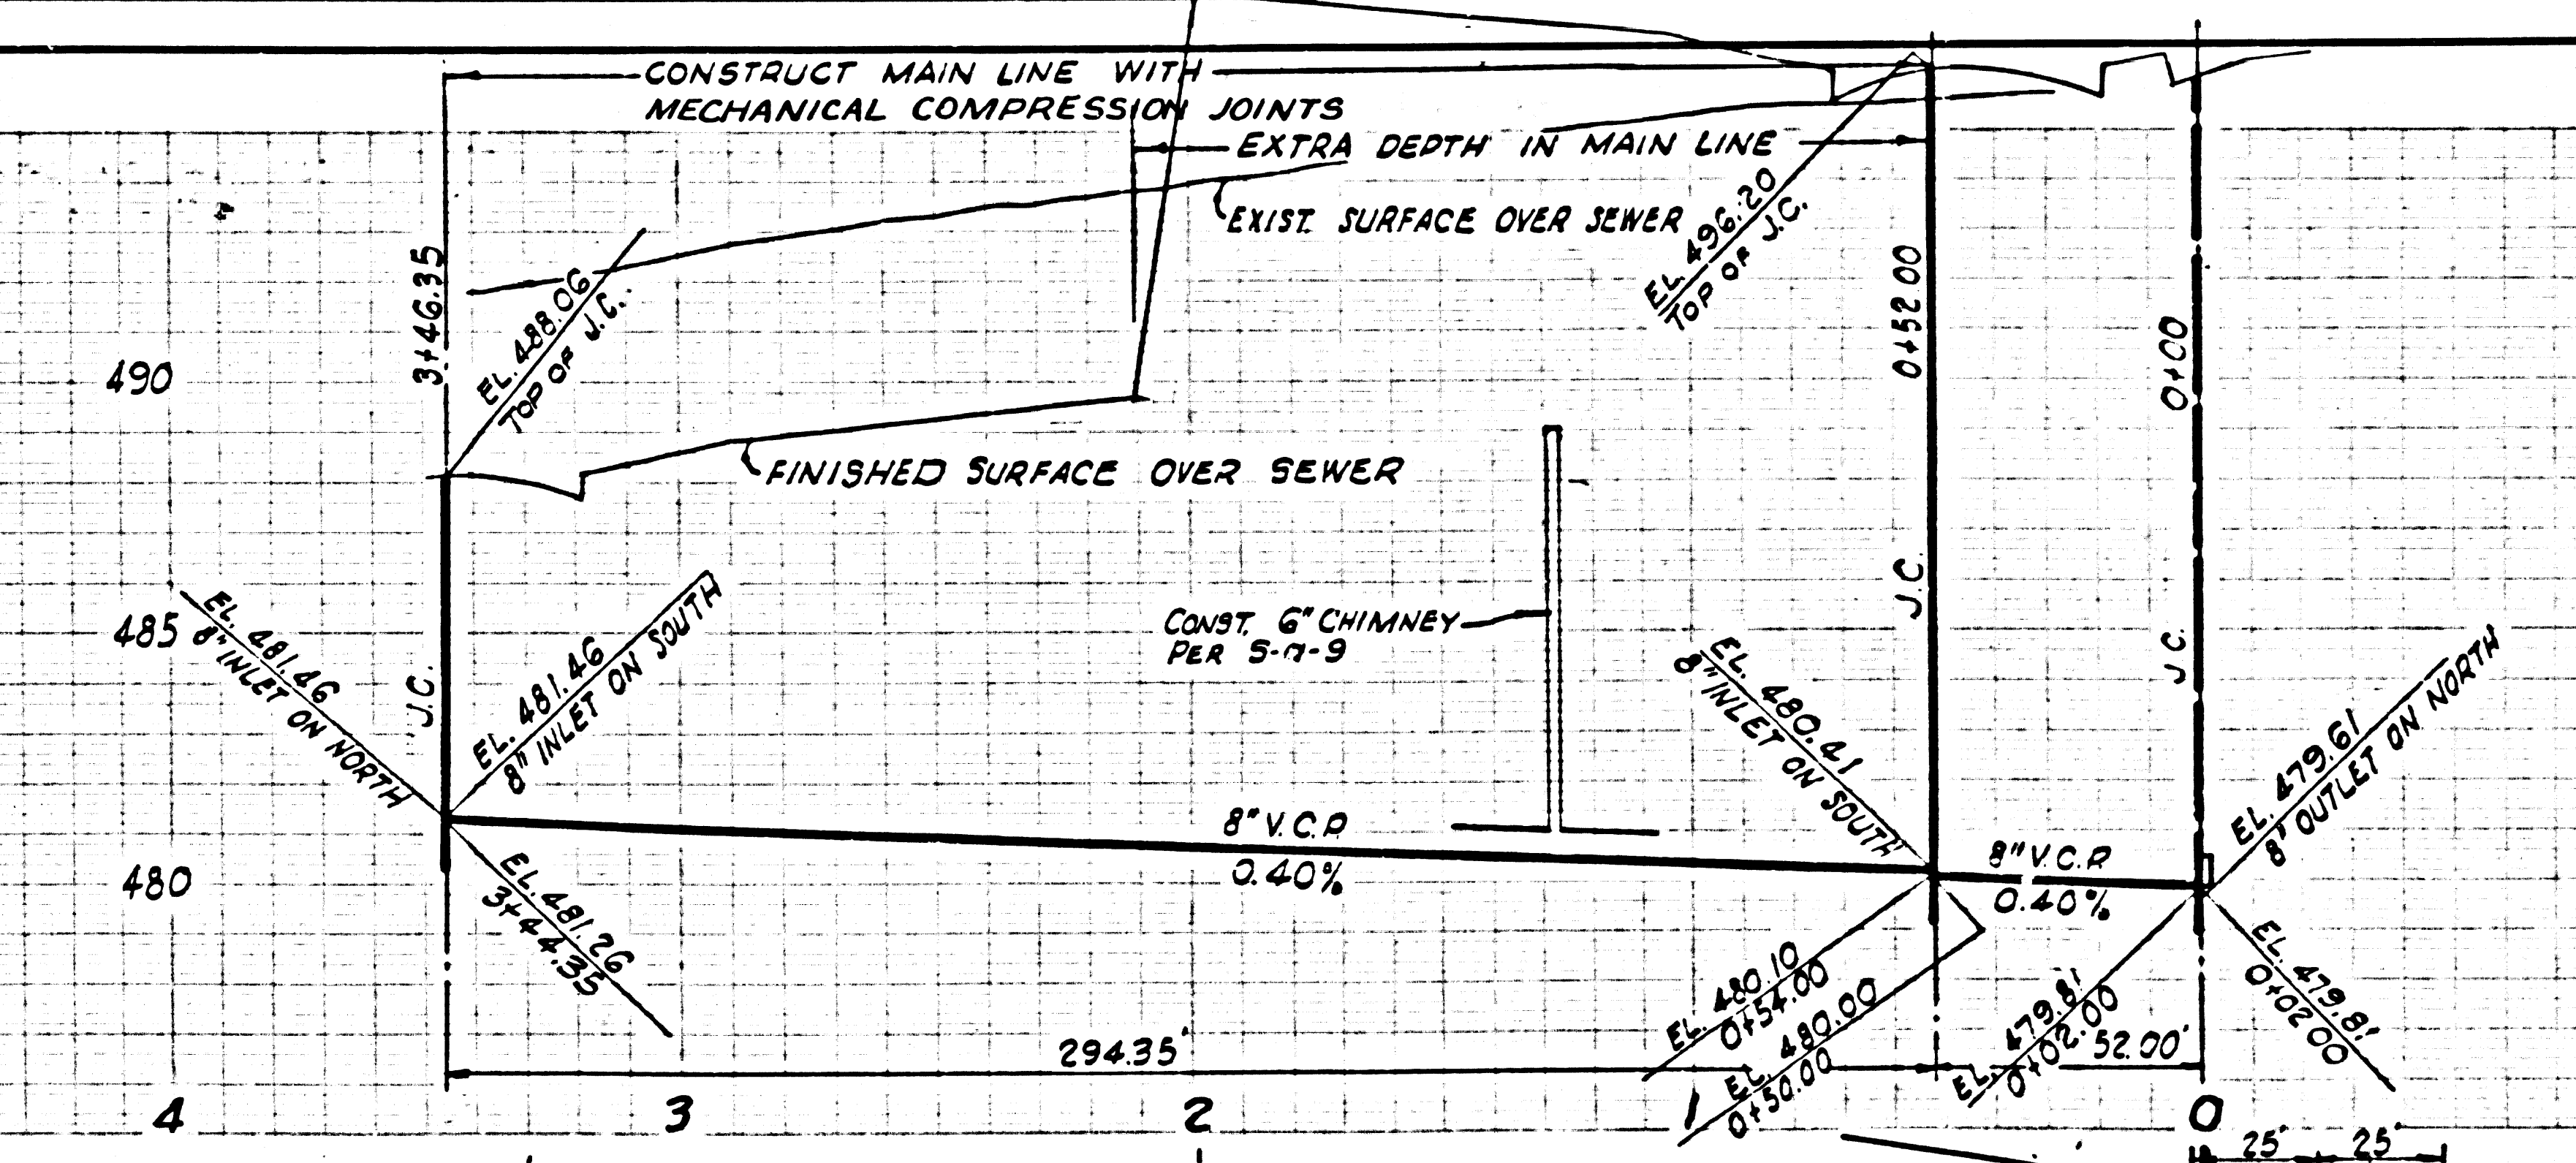 CONSTRUCT MAIN LINE WITH
MECHANICAL COMPRESSION JOINTS
EXTRA DEPTH IN MAIN LINE
EXIST. SURFACE OVER SEWER
EL. 496.20
TOP OF J.C.
3+46.35
EL. 488.06
TOP OF J.C.
0+52.00
0+00
490
FINISHED SURFACE OVER SEWER
485
EL. 481.46
8" INLET ON NORTH
J.C.
EL. 481.46
8" INLET ON SOUTH
CONST. 6" CHIMNEY
PER
EL. 480.41
8" INLET ON SOUTH
J.C.
J.C.
EL. 479.61
8" OUTLET ON NORTH
480
EL. 481.26
3+44.35
8" V.C.P.
0.40%
8" V.C.P.
0.40%
EL. 480.10
0+54.00
EL. 480.00
0+50.00
EL. 479.81
0+02.00
EL. 479.81
0+02.00
294.35'
52.00'
4
3
2
1
0
25'
25'